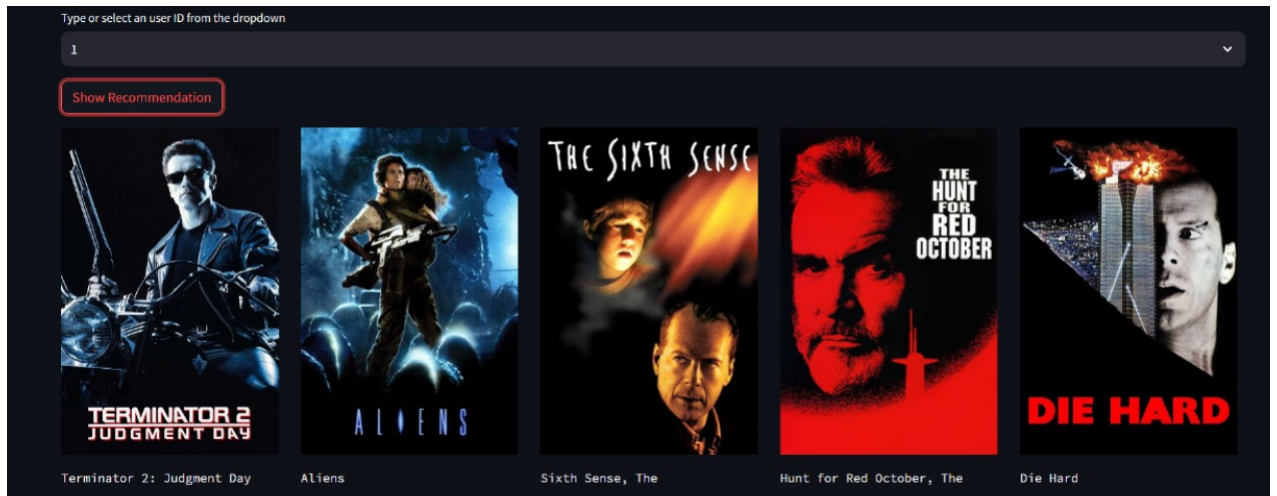 Type or select an user ID from the dropdown
1
Show Recommendation
TERMINATOR 2
JUDGMENT DAY
ALIENS
THE SIXTH SENSE
THE
HUNT
FOR
RED
OCTOBER
DIE HARD
Terminator 2: Judgment Day
Aliens
Sixth Sense, The
Hunt for Red October, The
Die Hard